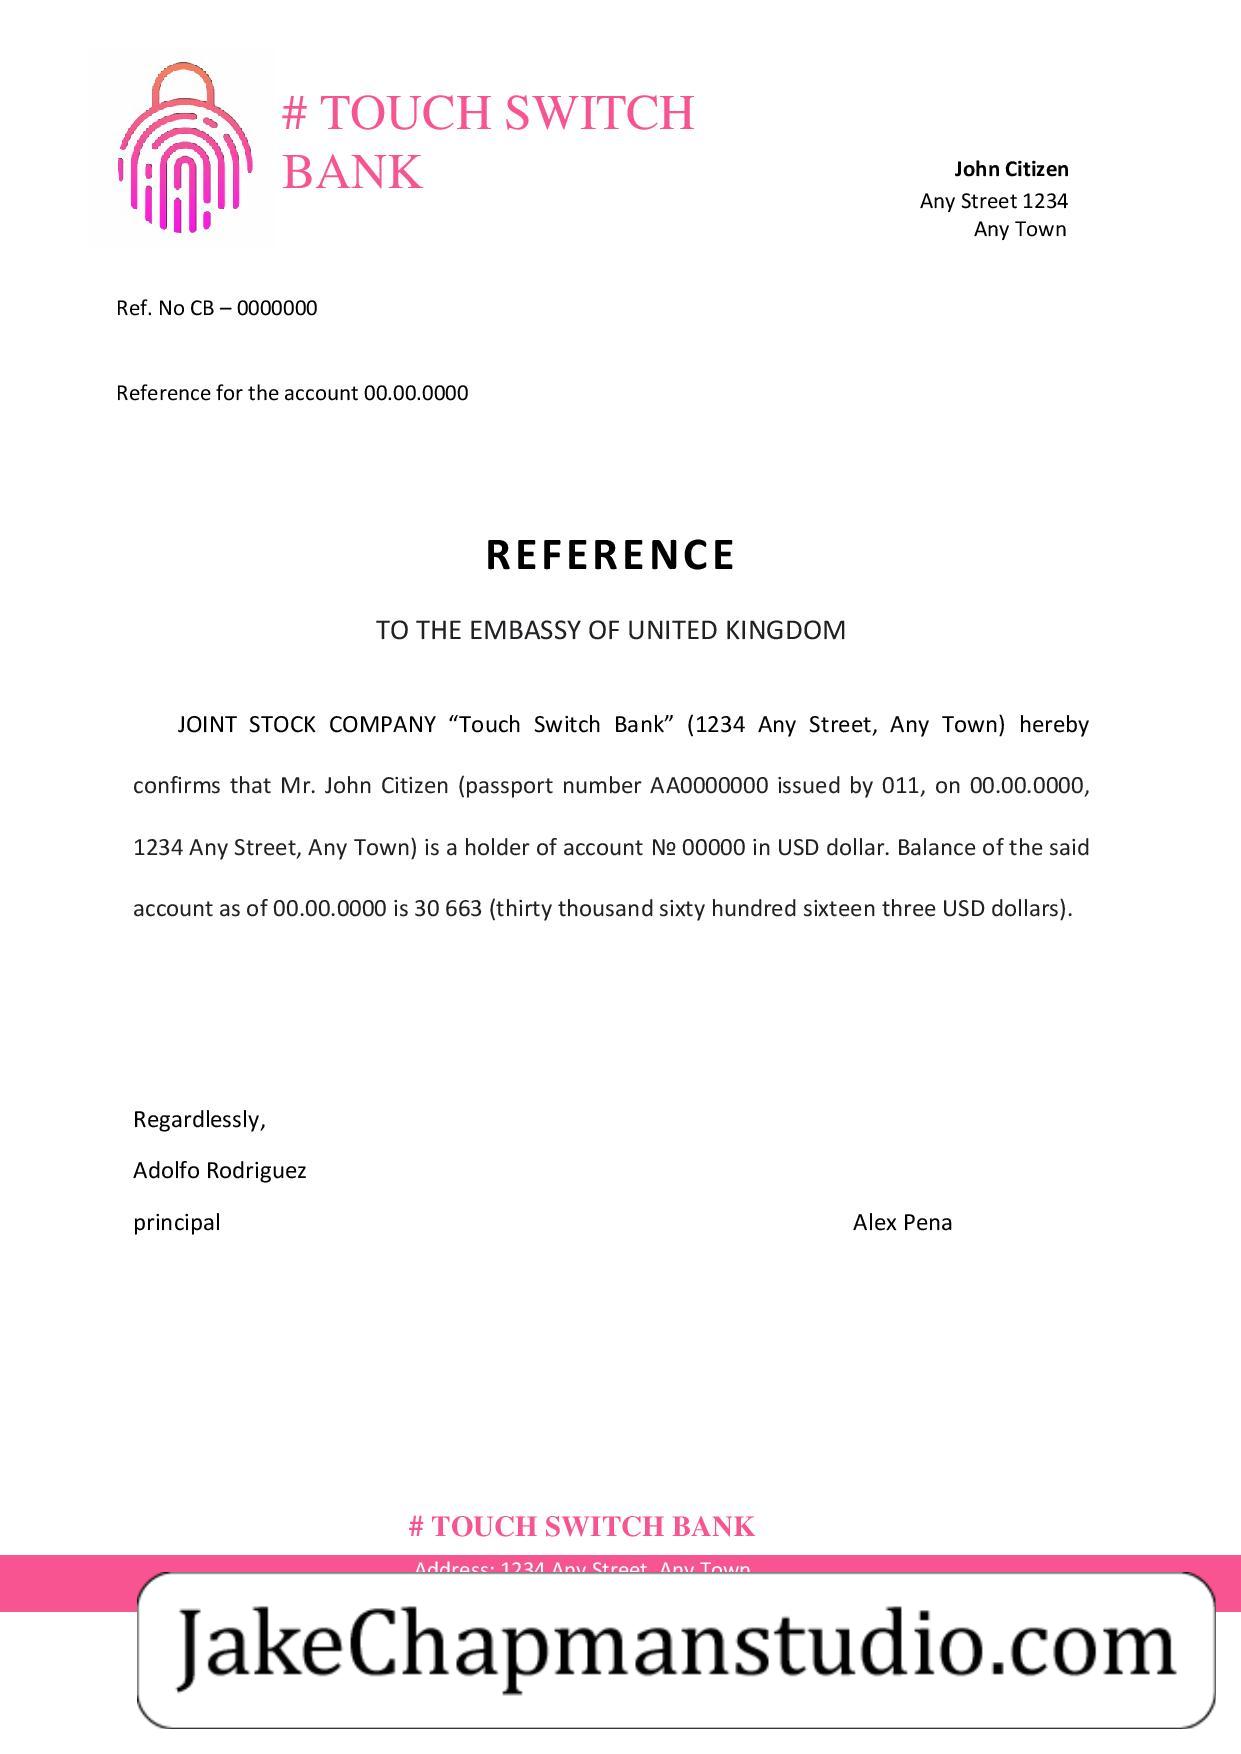 # TOUCH SWITCH
BANK
John Citizen
Any Street 1234
Any Town
Ref. No CB – 0000000
Reference for the account 00.00.0000
REFERENCE
TO THE EMBASSY OF UNITED KINGDOM
JOINT STOCK COMPANY “Touch Switch Bank” (1234 Any Street, Any Town) hereby
confirms that Mr. John Citizen (passport number AA0000000 issued by 011, on 00.00.0000,
1234 Any Street, Any Town) is a holder of account № 00000 in USD dollar. Balance of the said
account as of 00.00.0000 is 30 663 (thirty thousand sixty hundred sixteen three USD dollars).
Regardlessly,
Adolfo Rodriguez
principal Alex Pena
# TOUCH SWITCH BANK
Address: 1234 Any Street, Any Town
JakeChapmanstudio.com